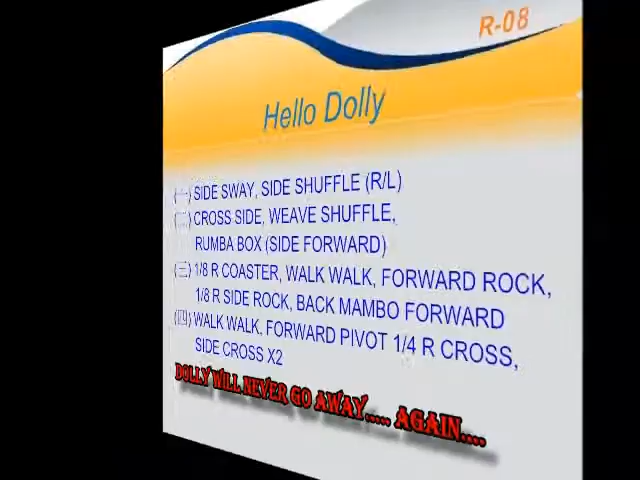 R-08
Hello Dolly
(一) SIDE SWAY, SIDE SHUFFLE (R/L)
(二) CROSS SIDE, WEAVE SHUFFLE,
RUMBA BOX (SIDE FORWARD)
(三) 1/8 R COASTER, WALK WALK, FORWARD ROCK,
1/8 R SIDE ROCK, BACK MAMBO FORWARD
(四) WALK WALK, FORWARD PIVOT 1/4 R CROSS,
SIDE CROSS X2
DOLLY WILL NEVER GO AWAY..... AGAIN....